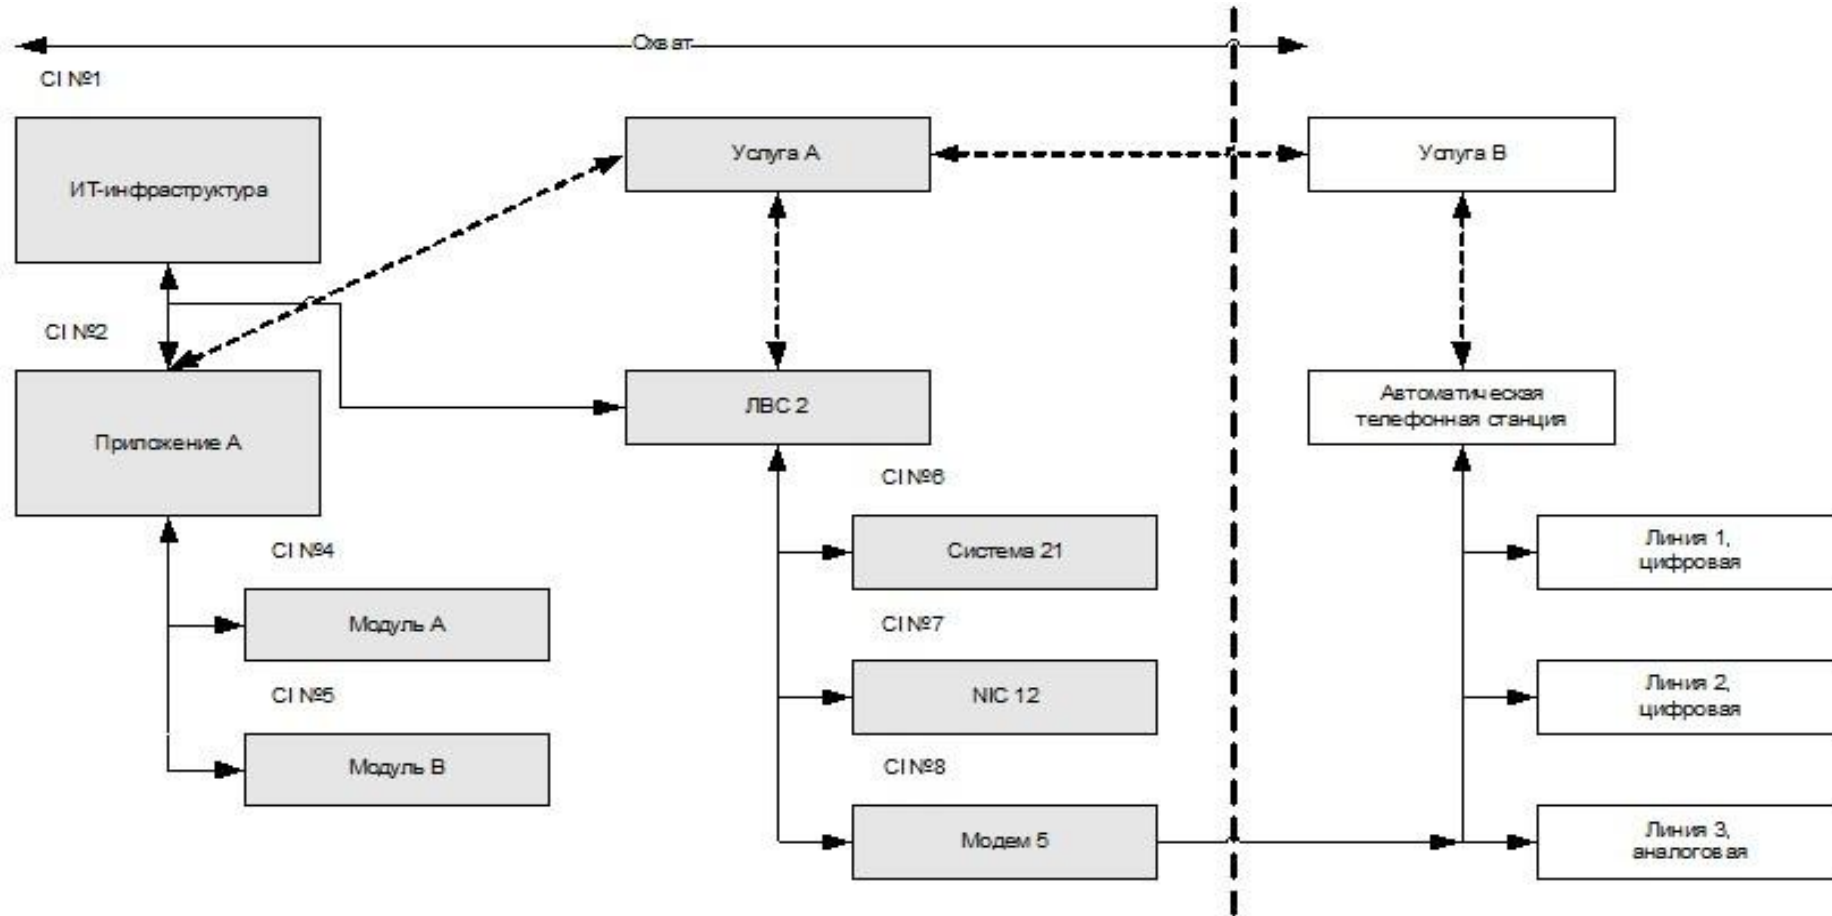 Охват
CI №1
ИТ-инфраструктура
Услуга А
Услуга В
CI №2
Приложение А
ЛВС 2
Автоматическая
телефонная станция
CI №6
Система 21
Линия 1,
цифровая
CI №4
Модуль А
CI №7
NIC 12
Линия 2,
цифровая
CI №5
Модуль В
CI №8
Модем 5
Линия 3,
аналоговая